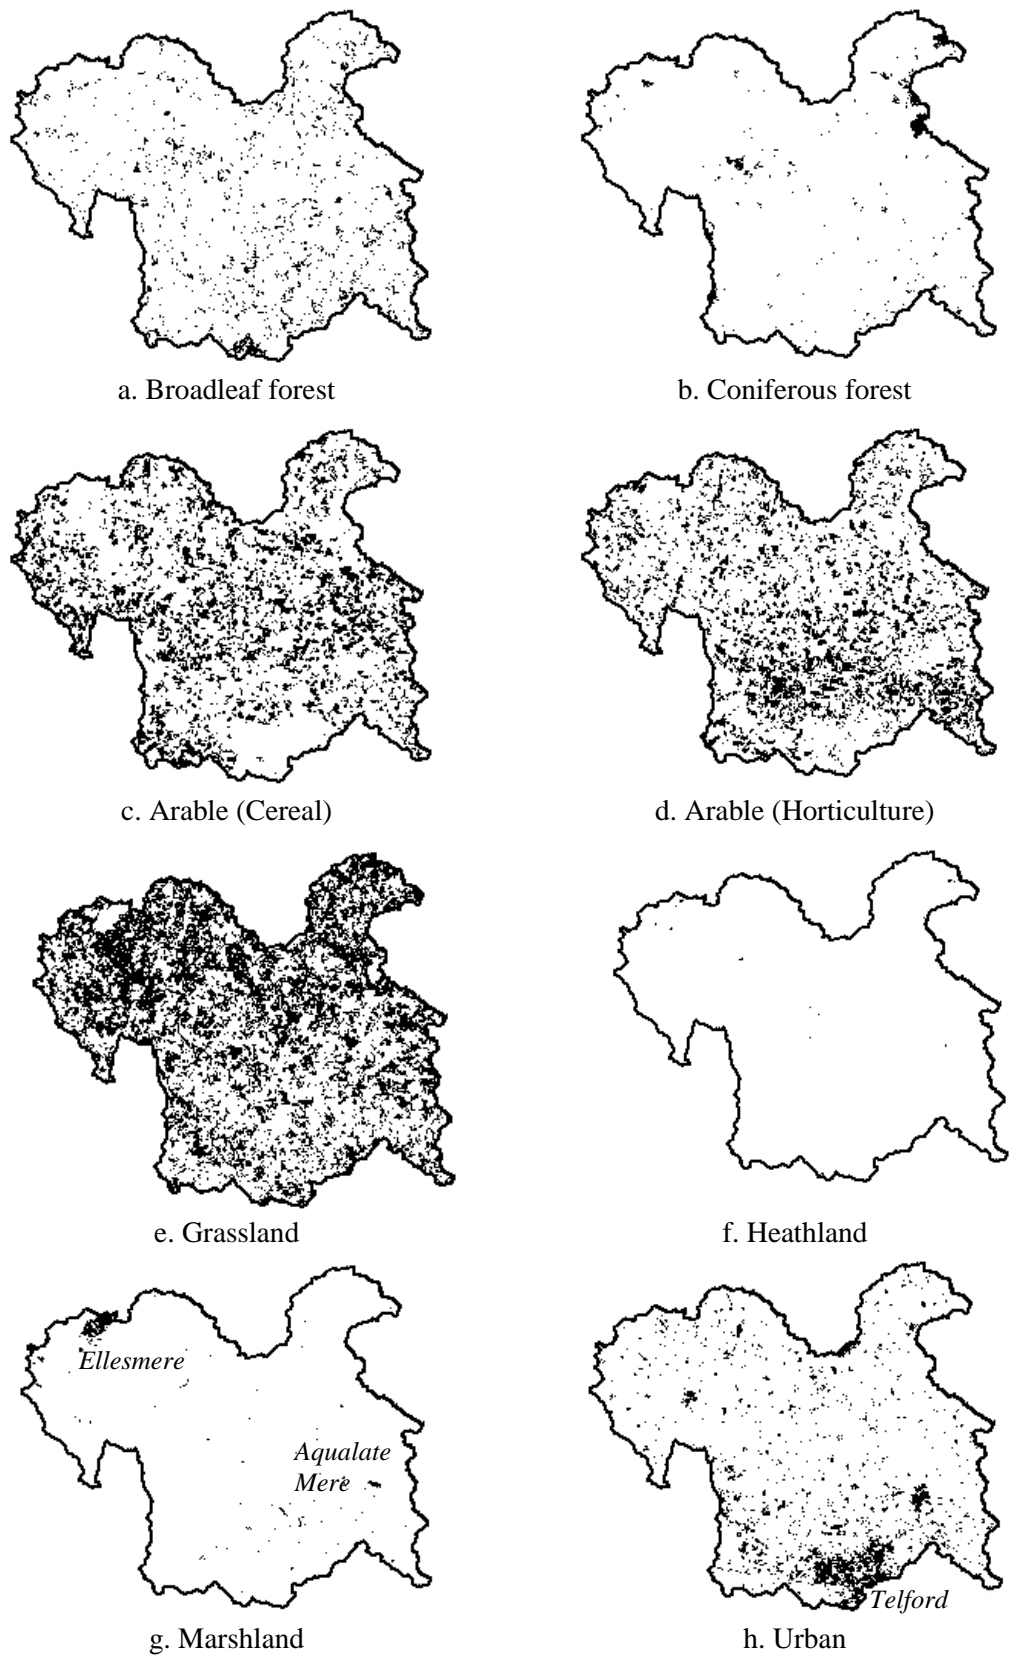 a. Broadleaf forest
b. Coniferous forest
c. Arable (Cereal)
d. Arable (Horticulture)
e. Grassland
f. Heathland
Ellesmere
Aqualate
Mere
g. Marshland
Telford
h. Urban